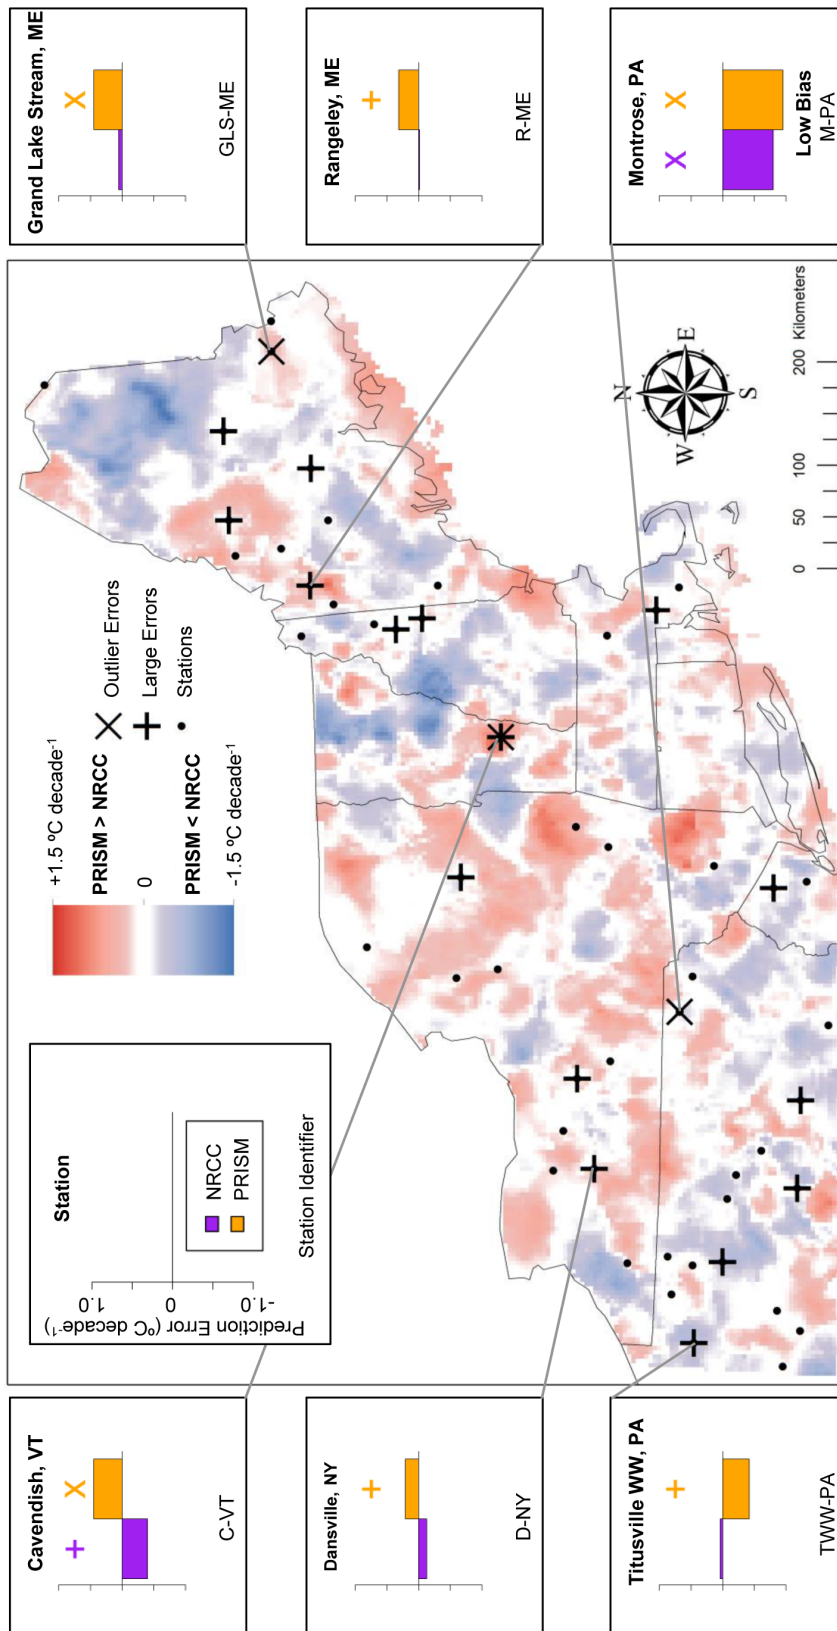 Cavendish, VT
+
X
C-VT
Dansville, NY
+
D-NY
Titusville WW, PA
+
TWW-PA
Station
Prediction Error (ºC decade-1)
1.0
0
-1.0
NRCC
PRISM
Station Identifier
+1.5 ºC decade-1
PRISM > NRCC
0
PRISM < NRCC
-1.5 ºC decade-1
Outlier Errors
Large Errors
Stations
N
E
S
W
0
50
100
200 Kilometers
Grand Lake Stream, ME
X
GLS-ME
Rangeley, ME
+
R-ME
Montrose, PA
X
X
Low Bias
M-PA